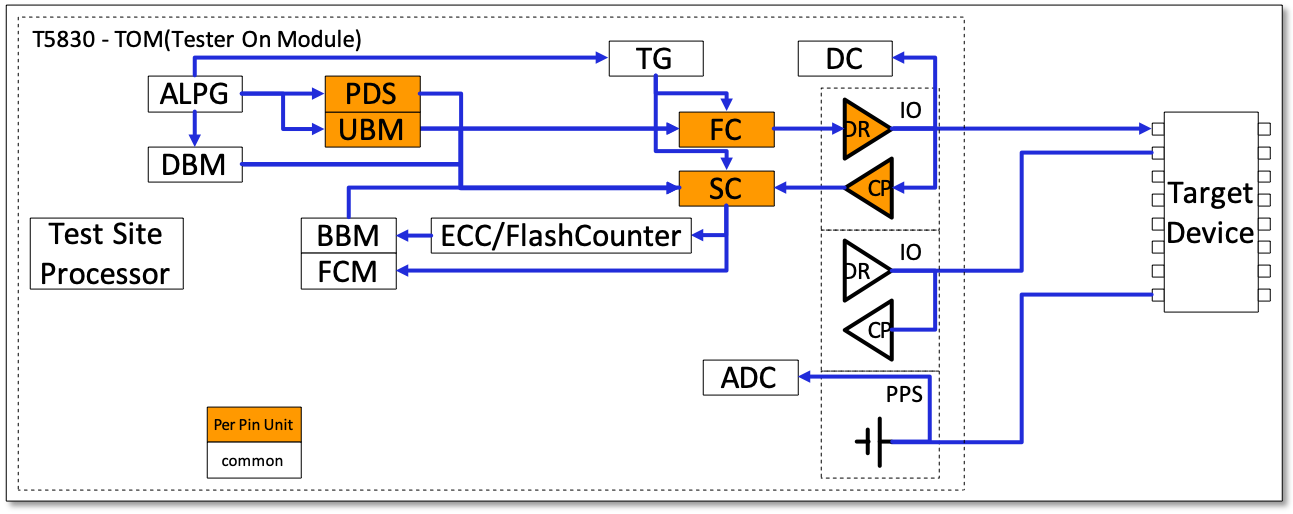 T5830 - TOM(Tester On Module)
TG
DC
ALPG
PDS
IO
UBM
FC
DR
DBM
SC
CP
Target
Device
Test Site
Processor
BBM
ECC/FlashCounter
FCM
IO
DR
CP
ADC
PPS
Per Pin Unit
common